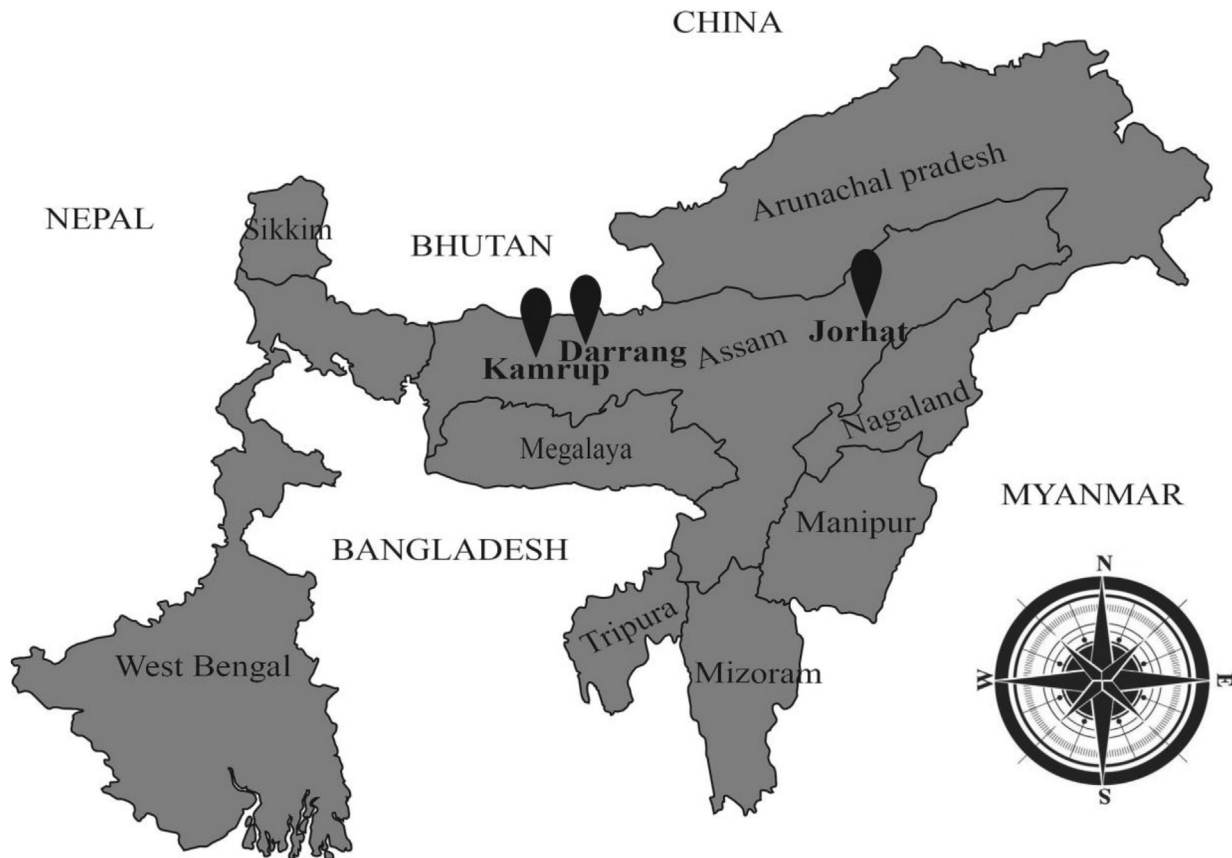 CHINA
Arunachal pradesh
NEPAL
Sikkim
BHUTAN
Kamrup
Darrang
Assam
Jorhat
Nagaland
Megalaya
MYANMAR
Manipur
BANGLADESH
Tripura
West Bengal
Mizoram
N
W
E
S